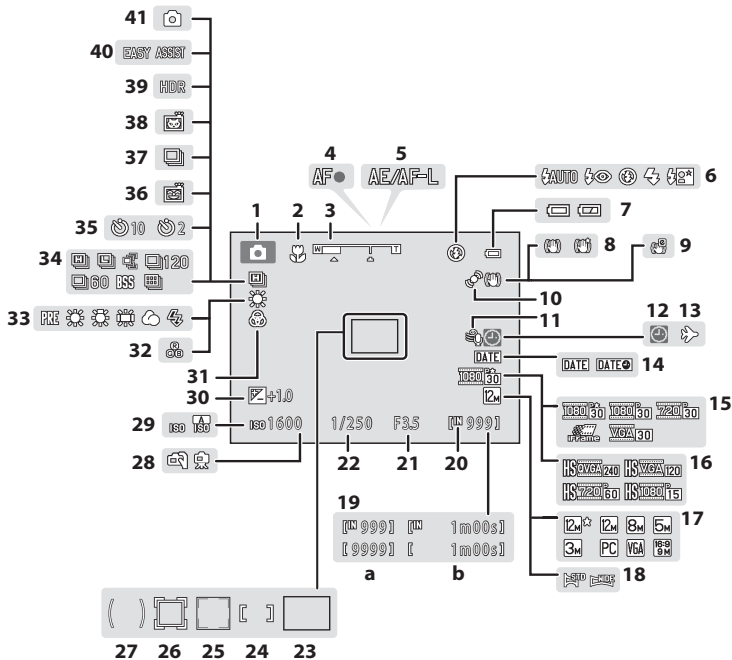 41
40 EASY ASSIST
39 HDR
38
37
36
35 10 2
34 H L 120
60 BSS
33 PRE
32
31
30 +1.0
29 ISO A ISO
28
4 5
AF AE/AF-L
1 2 3
W T
6 AUTO
7
8 9
10
11
12 13
DATE
14 DATE DATE
1080 30
12M
15 1080 30 1080 30 720 30
iFrame VGA 30
16 HS QVGA 240 HS VGA 120
HS 720 60 HS 1080 15
17 12M 12M 8M 5M
3M PC VGA 16:9 9M
18 STD WIDE
ISO 1600 1/250 F3.5 [IN 999]
22 21 20
19
[IN 999] [IN 1m00s]
[9999] [ 1m00s]
a b
27 26 25 24 23